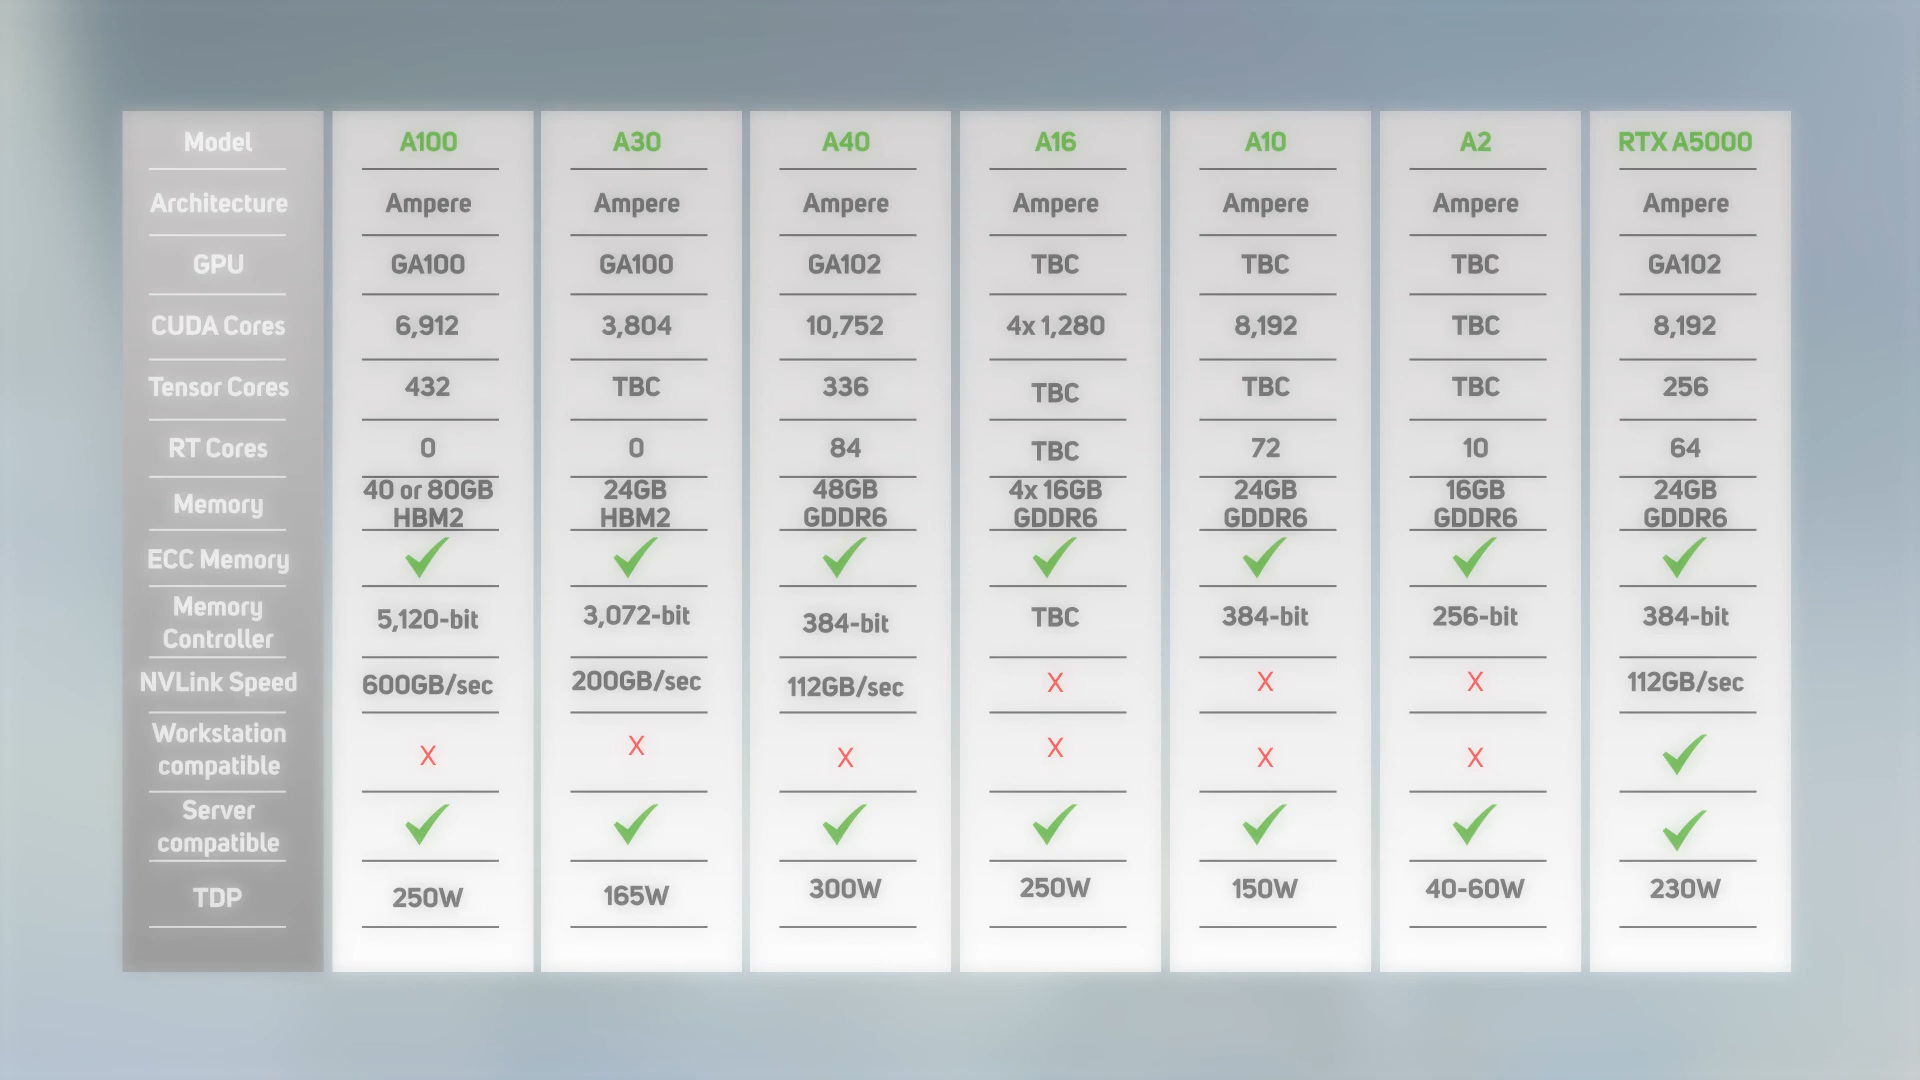 Model A100 A30 A40 A16 A10 A2 RTX A5000
Architecture Ampere Ampere Ampere Ampere Ampere Ampere Ampere
GPU GA100 GA100 GA102 TBC TBC TBC GA102
CUDA Cores 6,912 3,804 10,752 4x 1,280 8,192 TBC 8,192
Tensor Cores 432 TBC 336 TBC TBC TBC 256
RT Cores 0 0 84 TBC 72 10 64
Memory 40 or 80GB 24GB 48GB 4x 16GB 24GB 16GB 24GB
HBM2 HBM2 GDDR6 GDDR6 GDDR6 GDDR6 GDDR6
ECC Memory
Memory
Controller 5,120-bit 3,072-bit 384-bit TBC 384-bit 256-bit 384-bit
NVLink Speed 600GB/sec 200GB/sec 112GB/sec X X X 112GB/sec
Workstation
compatible X X X X X X
Server
compatible
TDP 250W 165W 300W 250W 150W 40-60W 230W